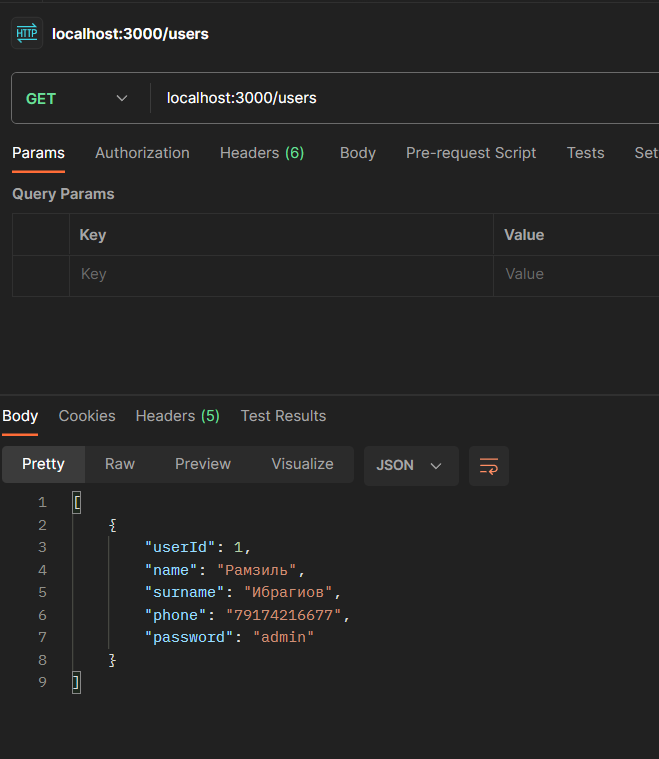 HTTP localhost:3000/users
GET localhost:3000/users
Params Authorization Headers (6) Body Pre-request Script Tests Set
Query Params
Key Value
Key Value
Body Cookies Headers (5) Test Results
Pretty Raw Preview Visualize JSON
1 [
2 {
3 "userId": 1,
4 "name": "Рамзиль",
5 "surname": "Ибрагиов",
6 "phone": "79174216677",
7 "password": "admin"
8 }
9 ]